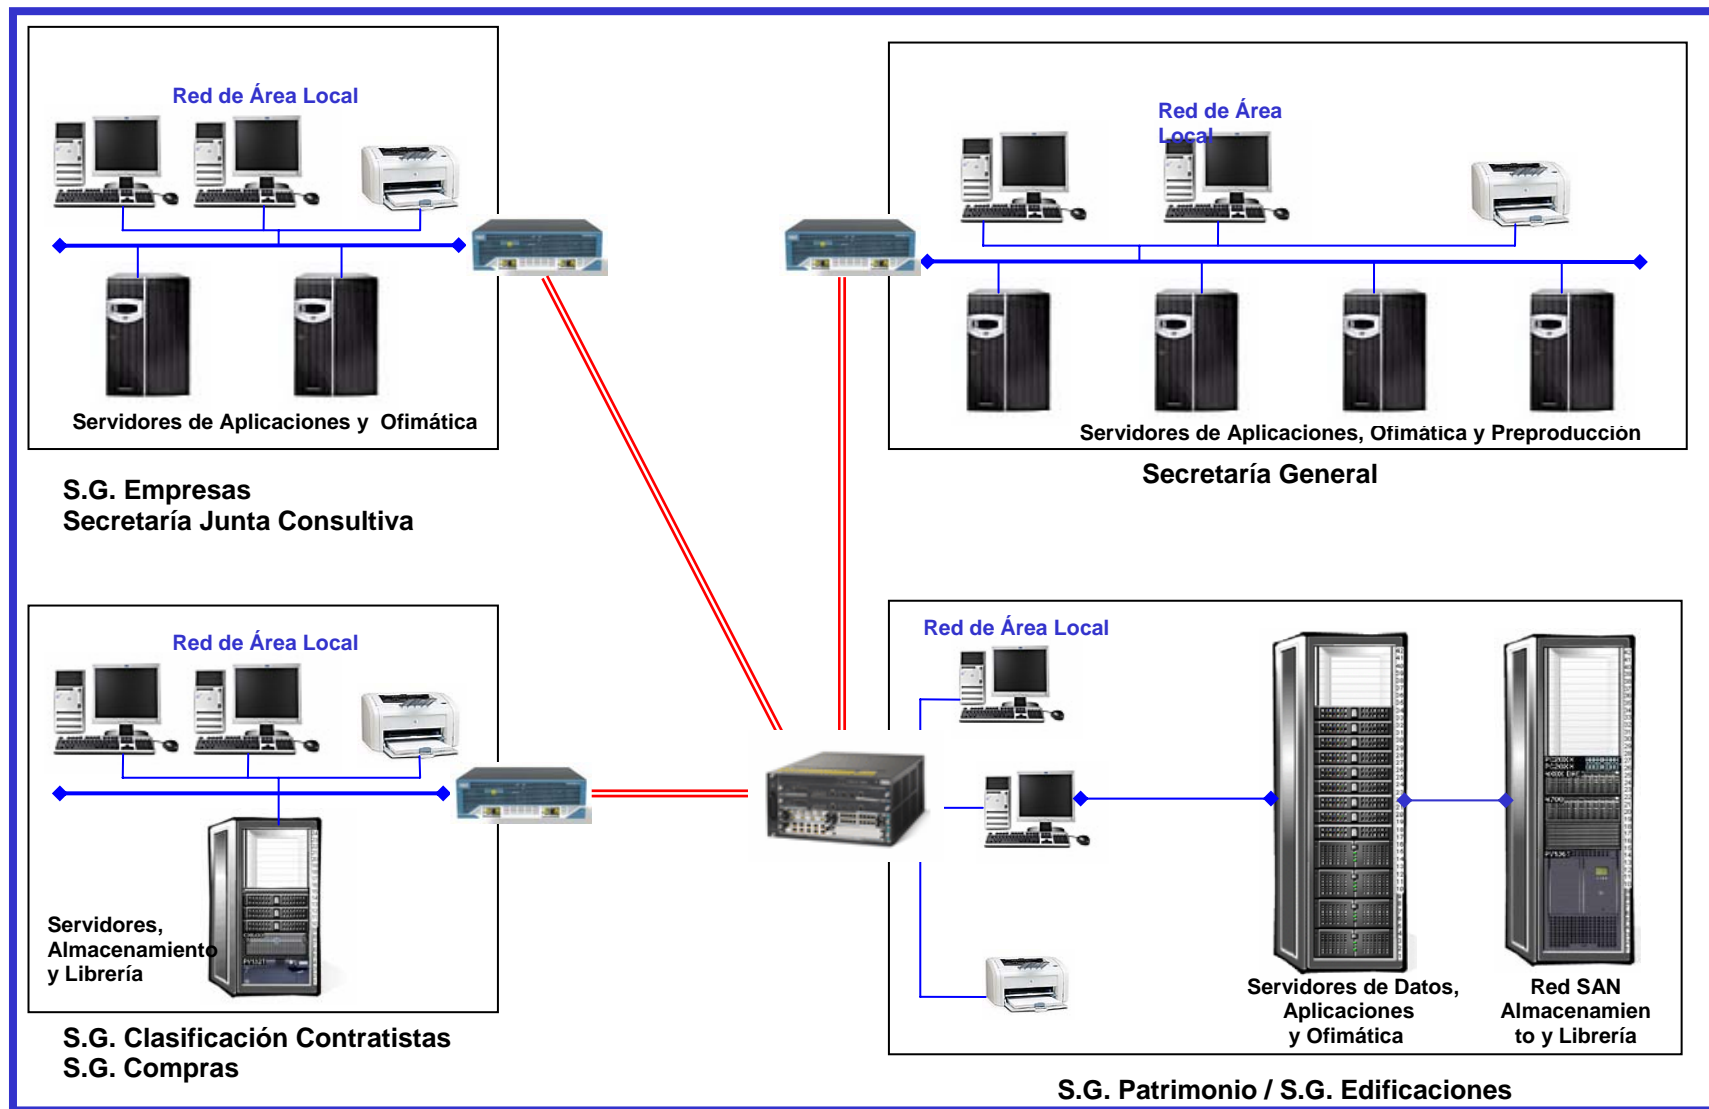 Red de Área Local
Servidores de Aplicaciones y Ofimática
S.G. Empresas
Secretaría Junta Consultiva
Red de Área
Local
Servidores de Aplicaciones, Ofimática y Preproducción
Secretaría General
Red de Área Local
Servidores,
Almacenamiento
y Librería
S.G. Clasificación Contratistas
S.G. Compras
Red de Área Local
Servidores de Datos,
Aplicaciones
y Ofimática
Red SAN
Almacenamien
to y Librería
S.G. Patrimonio / S.G. Edificaciones